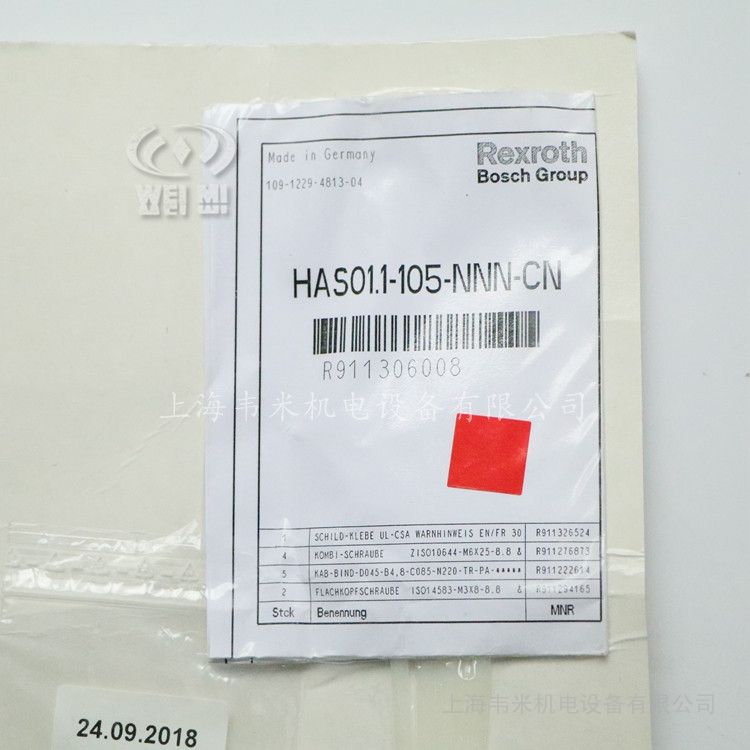 Made in Germany
Rexroth
Bosch Group
109-1229-4813-04
WEI MI
HAS01.1-105-NNN-CN
R911306008
上海韦米机电设备有限公司
1 SCHILD-KLEBE UL-CSA WARNHINWEIS EN/FR 30 R911326524
4 KOMBI-SCHRAUBE ZISO10644-M6X25-8.8 & R911276873
5 KAB-BIND-D045-B4,8-C085-N220-TR-PA-***** R911222614
2 FLACHKOPFSCHRAUBE ISO14583-M3X8-8.8 & R911294165
Stck Benennung MNR
上海韦米机电设备有限公司
24.09.2018